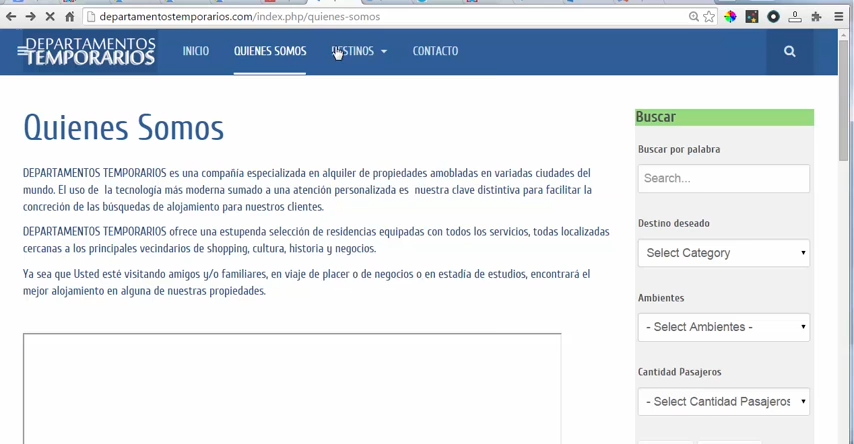 departamentostemporarios.com/index.php/quienes-somos
0
DEPARTAMENTOS
TEMPORARIOS
INICIO QUIENES SOMOS DESTINOS CONTACTO
Quienes Somos
DEPARTAMENTOS TEMPORARIOS es una compañía especializada en alquiler de propiedades amobladas en variadas ciudades del
mundo. El uso de la tecnología más moderna sumado a una atención personalizada es nuestra clave distintiva para facilitar la
concreción de las búsquedas de alojamiento para nuestros clientes.
DEPARTAMENTOS TEMPORARIOS ofrece una estupenda selección de residencias equipadas con todos los servicios, todas localizadas
cercanas a los principales vecindarios de shopping, cultura, historia y negocios.
Ya sea que Usted esté visitando amigos y/o familiares, en viaje de placer o de negocios o en estadía de estudios, encontrará el
mejor alojamiento en alguna de nuestras propiedades.
Buscar
Buscar por palabra
Search...
Destino deseado
Select Category
Ambientes
- Select Ambientes -
Cantidad Pasajeros
- Select Cantidad Pasajeros